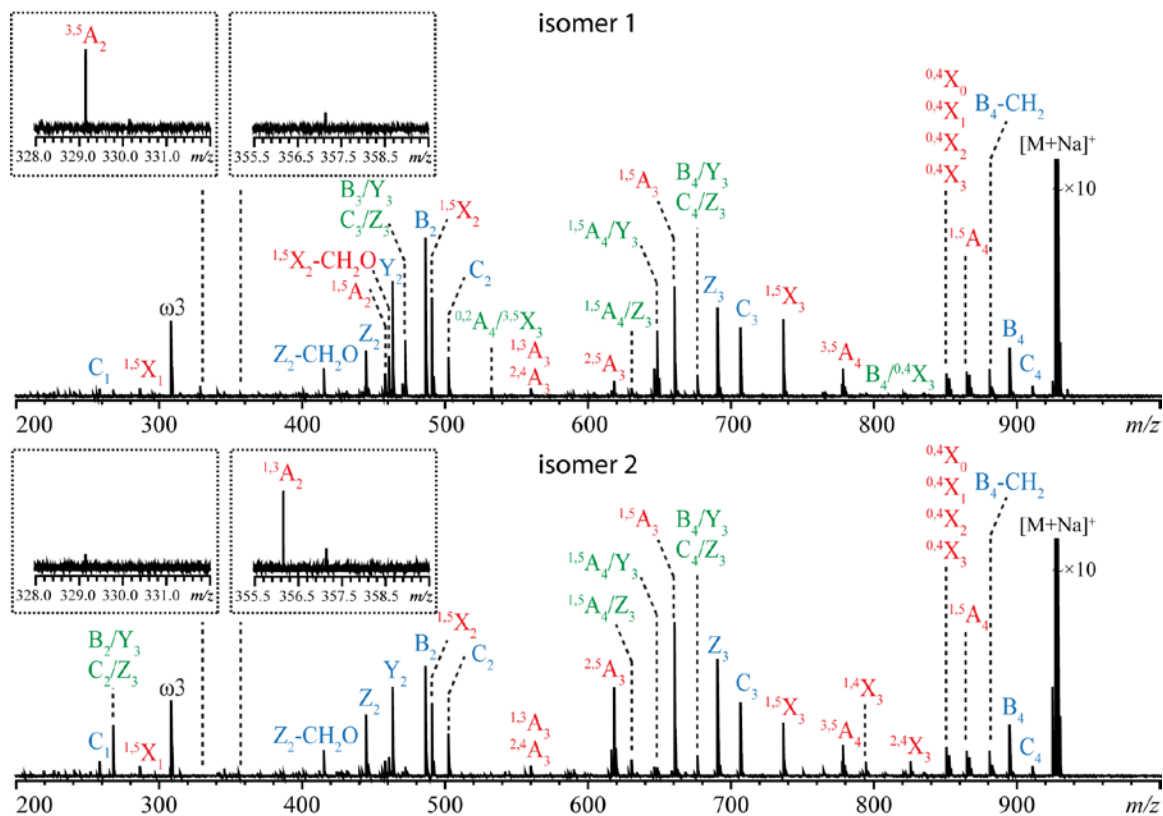 isomer 1
3,5A2
328.0 329.0 330.0 331.0 m/z
355.5 356.5 357.5 358.5 m/z
C1
1,5X1
ω3
Z2-CH2O
Z2
1,5A2
1,5X2-CH2O
Y2
B3/Y3
C3/Z3
B2
1,5X2
C2
0,2A4/3,5X3
1,3A3
2,4A3
2,5A3
1,5A4/Z3
1,5A4/Y3
1,5A3
B4/Y3
C4/Z3
Z3
C3
1,5X3
3,5A4
B4/0,4X3
0,4X0
0,4X1
0,4X2
0,4X3
1,5A4
B4-CH2
B4
C4
[M+Na]+
×10
200 300 400 500 600 700 800 900 m/z
isomer 2
328.0 329.0 330.0 331.0 m/z
1,3A2
355.5 356.5 357.5 358.5 m/z
C1
B2/Y3
C2/Z3
1,5X1
ω3
Z2-CH2O
Z2
Y2
B2
1,5X2
C2
1,3A3
2,4A3
2,5A3
1,5A4/Z3
1,5A4/Y3
1,5A3
B4/Y3
C4/Z3
Z3
C3
1,5X3
3,5A4
1,4X3
2,4X3
0,4X0
0,4X1
0,4X2
0,4X3
1,5A4
B4-CH2
B4
C4
[M+Na]+
×10
200 300 400 500 600 700 800 900 m/z